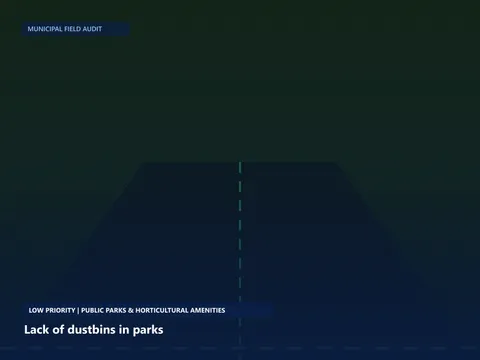 MUNICIPAL FIELD AUDIT
LOW PRIORITY | PUBLIC PARKS & HORTICULTURAL AMENITIES
Lack of dustbins in parks